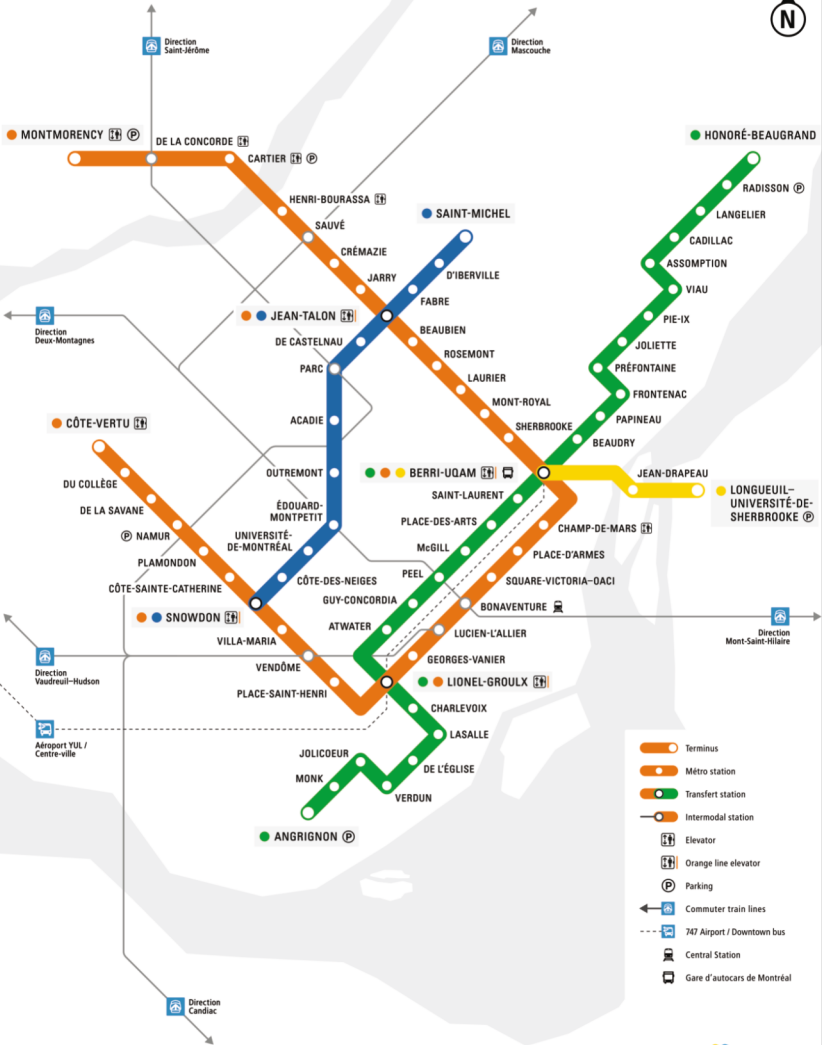 N
Direction
Saint-Jérôme
Direction
Mascouche
MONTMORENCY P
DE LA CONCORDE
CARTIER P
HONORÉ-BEAUGRAND
RADISSON P
HENRI-BOURASSA
LANGELIER
SAUVÉ
SAINT-MICHEL
CADILLAC
CRÉMAZIE
ASSOMPTION
JARRY
D'IBERVILLE
VIAU
FABRE
JEAN-TALON
PIE-IX
Direction
Deux-Montagnes
BEAUBIEN
DE CASTELNAU
JOLIETTE
ROSEMONT
PARC
PRÉFONTAINE
LAURIER
FRONTENAC
MONT-ROYAL
ACADIE
PAPINEAU
CÔTE-VERTU
SHERBROOKE
BEAUDRY
OUTREMONT
BERRI-UQAM
JEAN-DRAPEAU
DU COLLÈGE
SAINT-LAURENT
LONGUEUIL–
UNIVERSITÉ-DE-
SHERBROOKE P
DE LA SAVANE
ÉDOUARD-
MONTPETIT
PLACE-DES-ARTS
CHAMP-DE-MARS
P NAMUR
UNIVERSITÉ-
DE-MONTRÉAL
McGILL
PLACE-D'ARMES
PLAMONDON
PEEL
CÔTE-SAINTE-CATHERINE
CÔTE-DES-NEIGES
SQUARE-VICTORIA–OACI
GUY-CONCORDIA
BONAVENTURE
SNOWDON
ATWATER
LUCIEN-L'ALLIER
Direction
Mont-Saint-Hilaire
VILLA-MARIA
GEORGES-VANIER
VENDÔME
Direction
Vaudreuil–Hudson
LIONEL-GROULX
PLACE-SAINT-HENRI
CHARLEVOIX
LASALLE
Aéroport YUL /
Centre-ville
JOLICOEUR
DE L'ÉGLISE
MONK
VERDUN
ANGRIGNON P
Terminus
Métro station
Transfert station
Intermodal station
Elevator
Orange line elevator
P Parking
Commuter train lines
747 Airport / Downtown bus
Central Station
Gare d'autocars de Montréal
Direction
Candiac